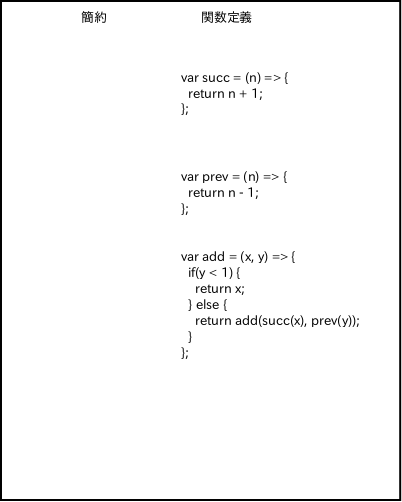 簡約 関数定義
var succ = (n) => {
  return n + 1;
};
var prev = (n) => {
  return n - 1;
};
var add = (x, y) => {
  if(y < 1) {
    return x;
  } else {
    return add(succ(x), prev(y));
  }
};